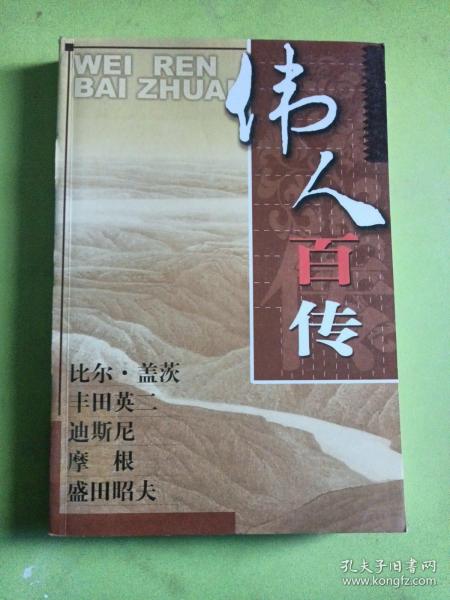 WEI REN
BAI ZHUAN
伟人百传
比尔·盖茨
丰田英二
迪斯尼
摩根
盛田昭夫
孔夫子旧书网
www.kongfz.com